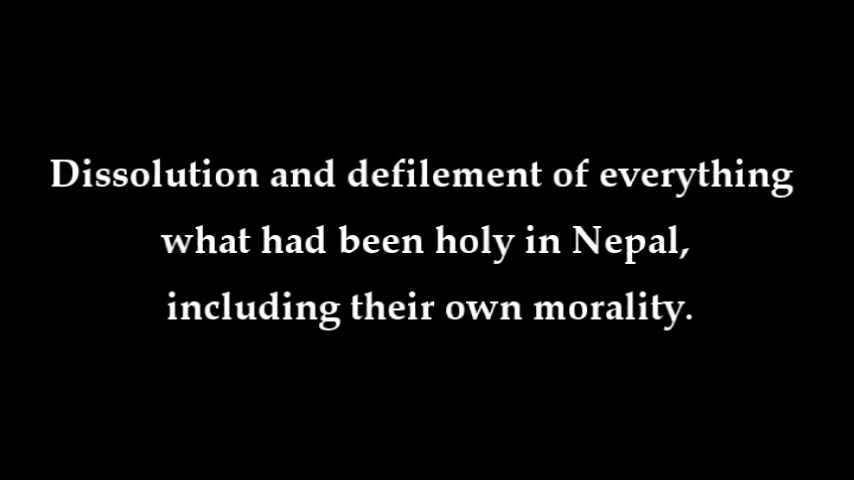 Dissolution and defilement of everything
what had been holy in Nepal,
including their own morality.